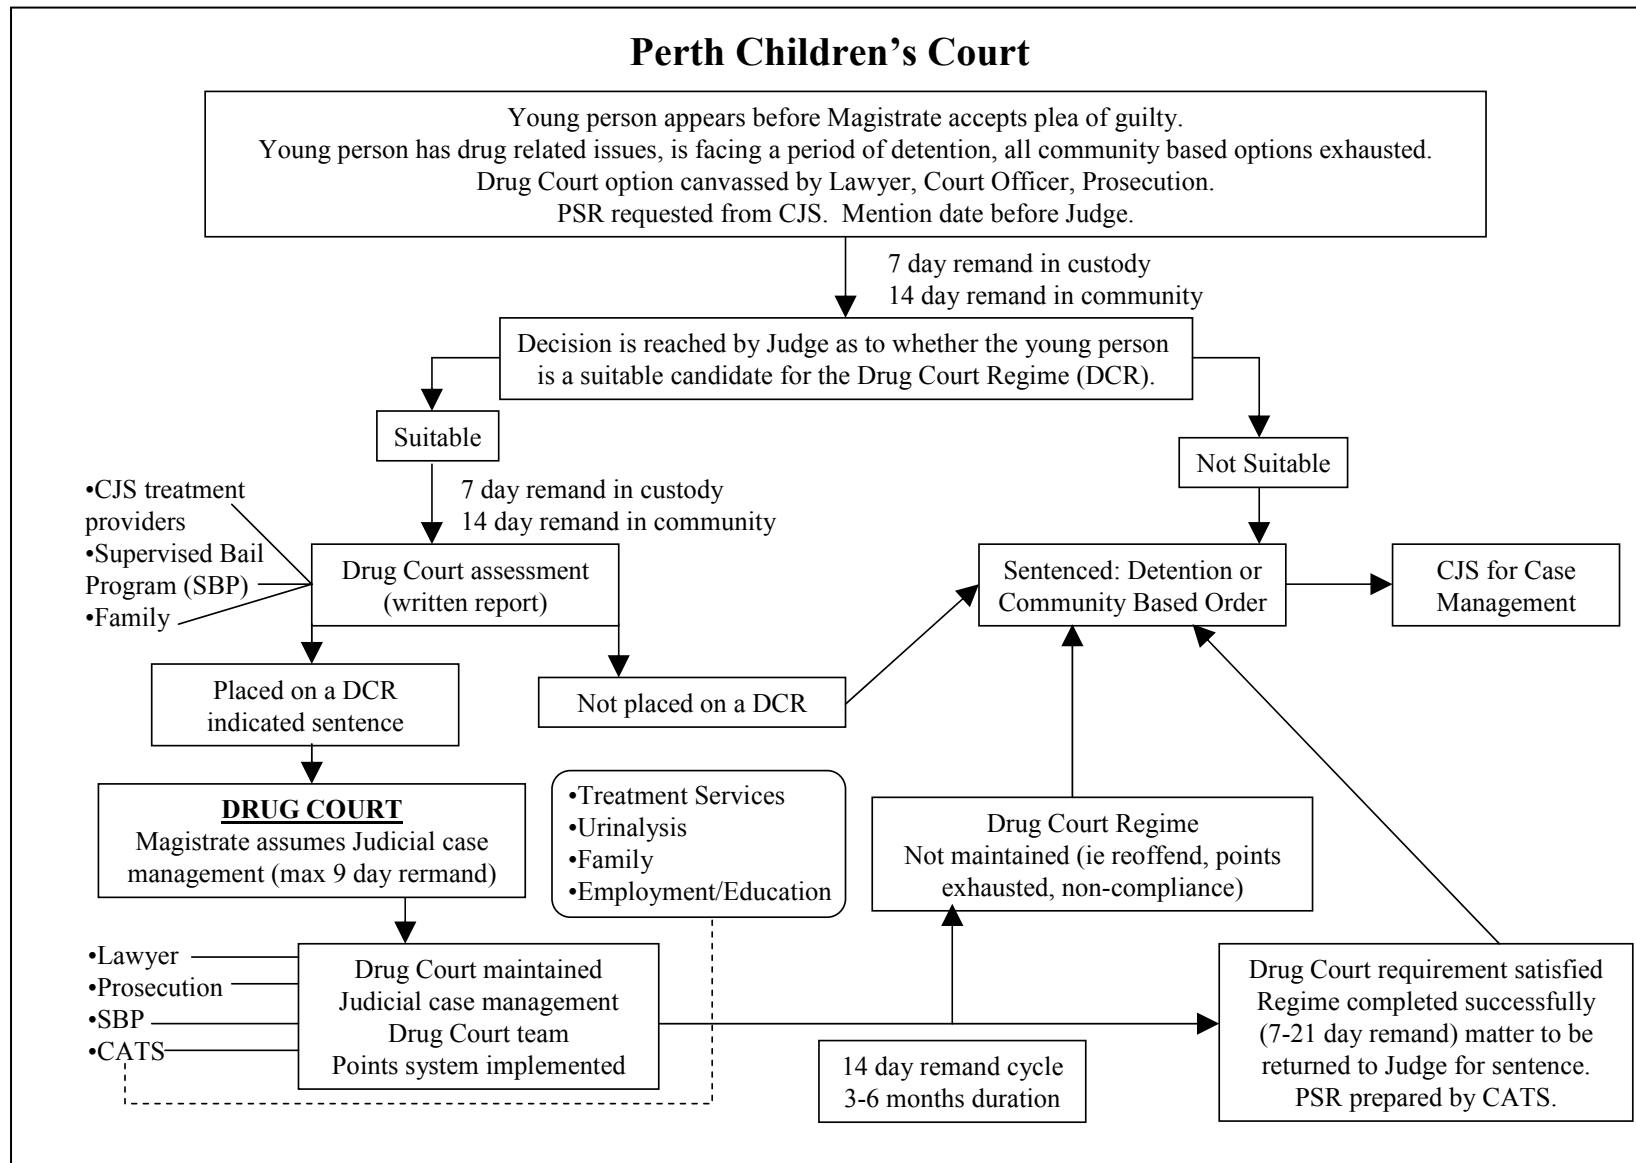 Perth Children's Court
Young person appears before Magistrate accepts plea of guilty.
Young person has drug related issues, is facing a period of detention, all community based options exhausted.
Drug Court option canvassed by Lawyer, Court Officer, Prosecution.
PSR requested from CJS.  Mention date before Judge.
7 day remand in custody
14 day remand in community
Decision is reached by Judge as to whether the young person
is a suitable candidate for the Drug Court Regime (DCR).
Suitable
Not Suitable
7 day remand in custody
14 day remand in community
•CJS treatment
providers
•Supervised Bail
Program (SBP)
•Family
Drug Court assessment
(written report)
Sentenced: Detention or
Community Based Order
CJS for Case
Management
Placed on a DCR
indicated sentence
Not placed on a DCR
DRUG COURT
Magistrate assumes Judicial case
management (max 9 day rermand)
•Treatment Services
•Urinalysis
•Family
•Employment/Education
Drug Court Regime
Not maintained (ie reoffend, points
exhausted, non-compliance)
•Lawyer
•Prosecution
•SBP
•CATS
Drug Court maintained
Judicial case management
Drug Court team
Points system implemented
14 day remand cycle
3-6 months duration
Drug Court requirement satisfied
Regime completed successfully
(7-21 day remand) matter to be
returned to Judge for sentence.
PSR prepared by CATS.